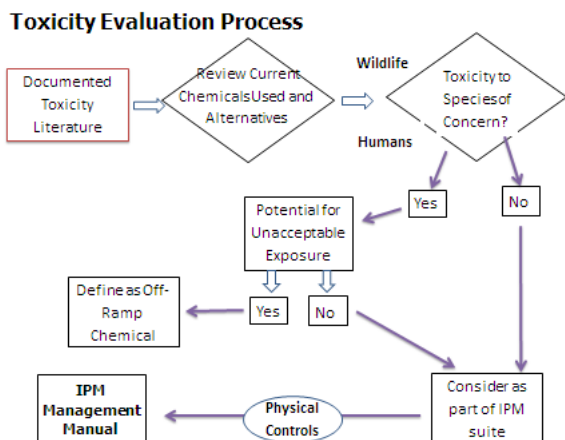 Toxicity Evaluation Process
Documented
Toxicity
Literature
Review Current
ChemicalsUsed and
Alternatives
Wildlife
Humans
Toxicity to
Speciesof
Concern?
Yes
No
Potential for
Unacceptable
Exposure
Yes
No
Define as Off-
Ramp
Chemical
Consider as
part of IPM
suite
Physical
Controls
IPM
Management
Manual